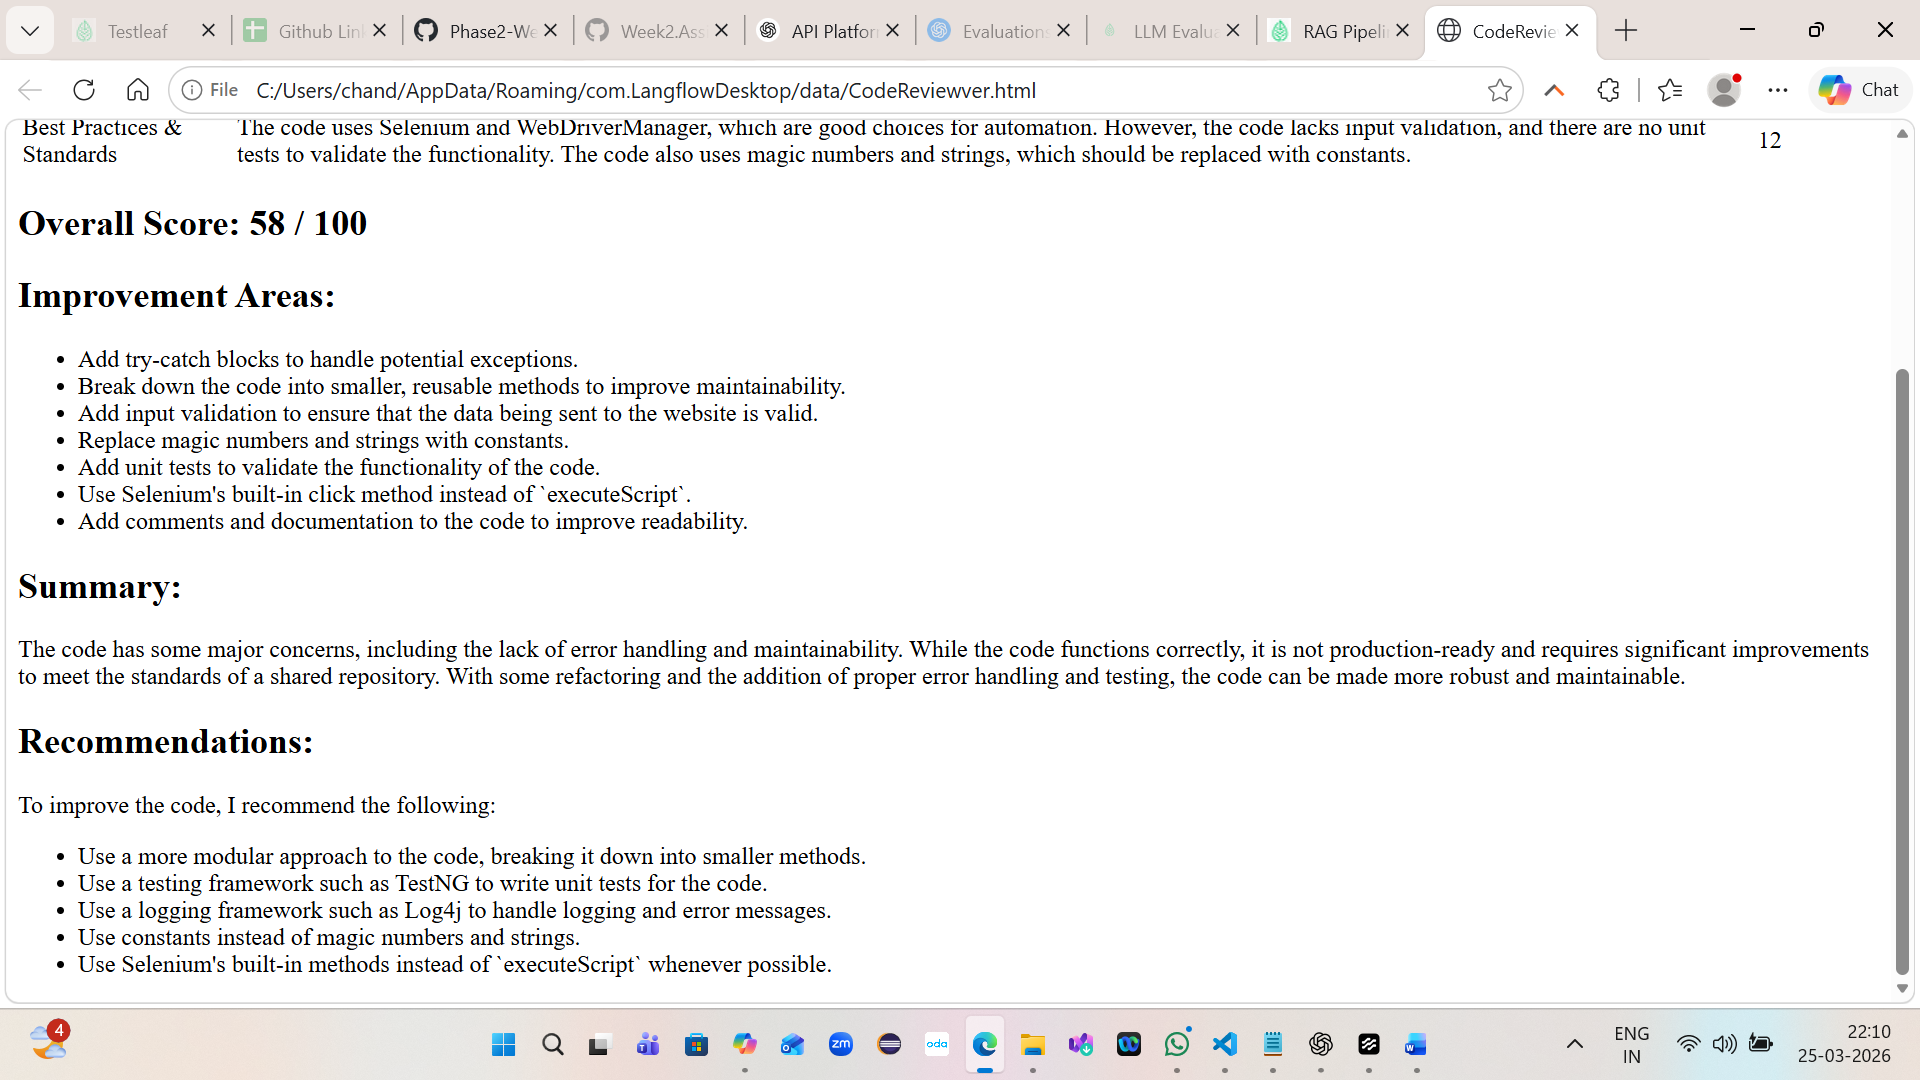 Testleaf
Github Link
Phase2-We
Week2.Assi
API Platfor
Evaluations
LLM Evalua
RAG Pipelin
CodeRevie
File
C:/Users/chand/AppData/Roaming/com.LangflowDesktop/data/CodeReviewver.html
Chat
Best Practices &
Standards
The code uses Selenium and WebDriverManager, which are good choices for automation. However, the code lacks input validation, and there are no unit
tests to validate the functionality. The code also uses magic numbers and strings, which should be replaced with constants.
12
Overall Score: 58 / 100
Improvement Areas:
• Add try-catch blocks to handle potential exceptions.
• Break down the code into smaller, reusable methods to improve maintainability.
• Add input validation to ensure that the data being sent to the website is valid.
• Replace magic numbers and strings with constants.
• Add unit tests to validate the functionality of the code.
• Use Selenium's built-in click method instead of `executeScript`.
• Add comments and documentation to the code to improve readability.
Summary:
The code has some major concerns, including the lack of error handling and maintainability. While the code functions correctly, it is not production-ready and requires significant improvements
to meet the standards of a shared repository. With some refactoring and the addition of proper error handling and testing, the code can be made more robust and maintainable.
Recommendations:
To improve the code, I recommend the following:
• Use a more modular approach to the code, breaking it down into smaller methods.
• Use a testing framework such as TestNG to write unit tests for the code.
• Use a logging framework such as Log4j to handle logging and error messages.
• Use constants instead of magic numbers and strings.
• Use Selenium's built-in methods instead of `executeScript` whenever possible.
4
zm
oda
ENG
IN
22:10
25-03-2026